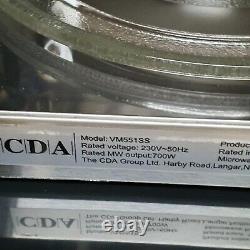 CDA
Model: VM551SS
Rated voltage: 230V~50Hz
Rated MW output:700W
The CDA Group Ltd. Harby Road,Langar,N
Produc
Rated in
Microwa